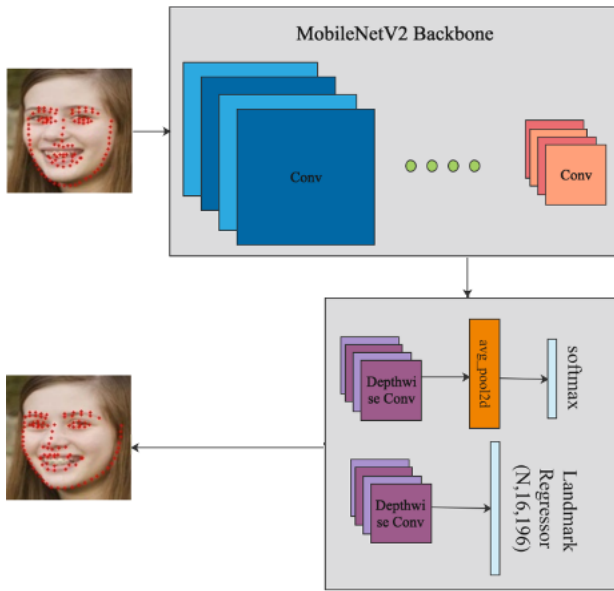 MobileNetV2 Backbone
Conv
Conv
Depthwi
se Conv
avg_pool2d
softmax
Depthwi
se Conv
Landmark
Regressor
(N,16,196)